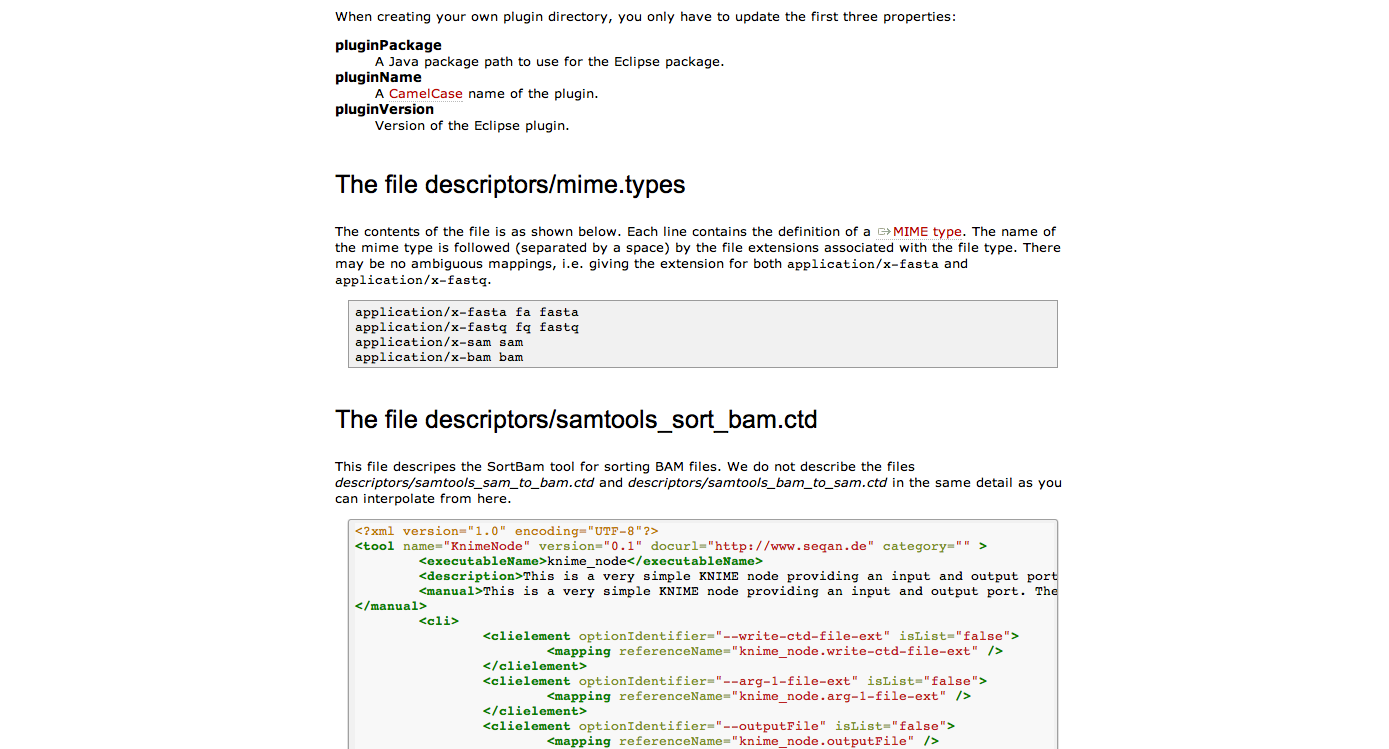 When creating your own plugin directory, you only have to update the first three properties:
pluginPackage
A Java package path to use for the Eclipse package.
pluginName
A CamelCase name of the plugin.
pluginVersion
Version of the Eclipse plugin.
The file descriptors/mime.types
The contents of the file is as shown below. Each line contains the definition of a MIME type. The name of
the mime type is followed (separated by a space) by the file extensions associated with the file type. There
may be no ambiguous mappings, i.e. giving the extension for both application/x-fasta and
application/x-fastq.
application/x-fasta fa fasta
application/x-fastq fq fastq
application/x-sam sam
application/x-bam bam
The file descriptors/samtools_sort_bam.ctd
This file descripes the SortBam tool for sorting BAM files. We do not describe the files
descriptors/samtools_sam_to_bam.ctd and descriptors/samtools_bam_to_sam.ctd in the same detail as you
can interpolate from here.
<?xml version="1.0" encoding="UTF-8"?>
<tool name="KnimeNode" version="0.1" docurl="http://www.seqan.de" category="" >
<executableName>knime_node</executableName>
<description>This is a very simple KNIME node providing an input and output port
<manual>This is a very simple KNIME node providing an input and output port. The
</manual>
<cli>
<clielement optionIdentifier="--write-ctd-file-ext" isList="false">
<mapping referenceName="knime_node.write-ctd-file-ext" />
</clielement>
<clielement optionIdentifier="--arg-1-file-ext" isList="false">
<mapping referenceName="knime_node.arg-1-file-ext" />
</clielement>
<clielement optionIdentifier="--outputFile" isList="false">
<mapping referenceName="knime_node.outputFile" />